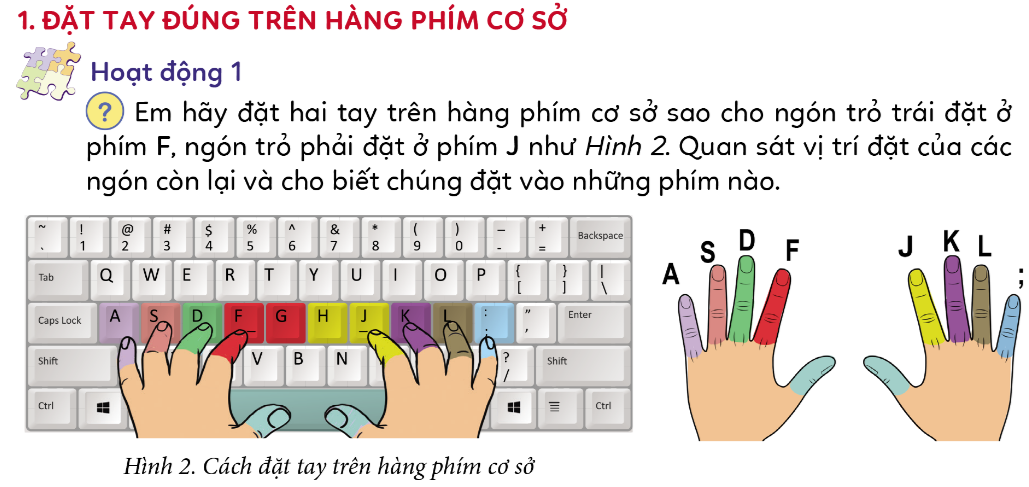 1. ĐẶT TAY ĐÚNG TRÊN HÀNG PHÍM CƠ SỞ
Hoạt động 1
? Em hãy đặt hai tay trên hàng phím cơ sở sao cho ngón trỏ trái đặt ở
phím F, ngón trỏ phải đặt ở phím J như Hình 2. Quan sát vị trí đặt của các
ngón còn lại và cho biết chúng đặt vào những phím nào.
~ ! @ # $ % ^ & * ( ) – +
` 1 2 3 4 5 6 7 8 9 0 - = Backspace
Tab Q W E R T Y U I O P { [ } ] | \
Caps Lock A S D F G H J K L : ; " , Enter
Shift V B N ? / Shift
Ctrl Ctrl
A S D F J K L ;
Hình 2. Cách đặt tay trên hàng phím cơ sở